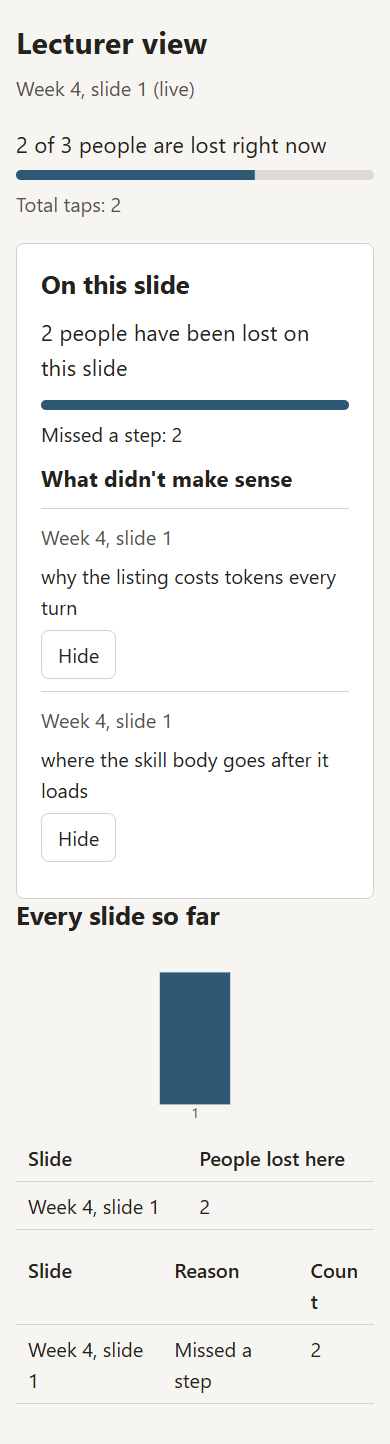 Lecturer view
Week 4, slide 1 (live)
2 of 3 people are lost right now
Total taps: 2
On this slide
2 people have been lost on
this slide
Missed a step: 2
What didn't make sense
Week 4, slide 1
why the listing costs tokens every
turn
Hide
Week 4, slide 1
where the skill body goes after it
loads
Hide
Every slide so far
1
Slide People lost here
Week 4, slide 1 2
Slide Reason Coun
t
Week 4, slide Missed a 2
1 step